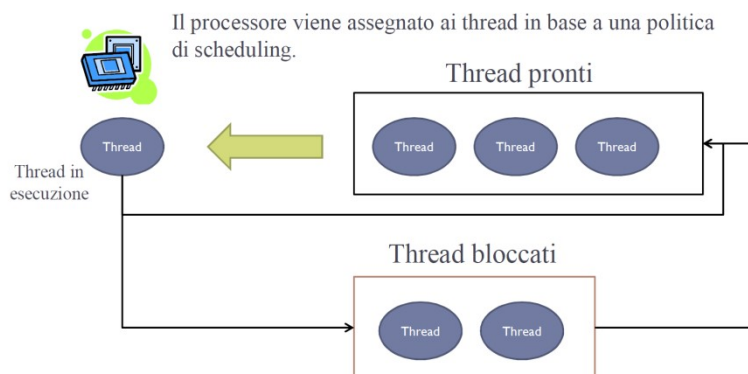 Il processore viene assegnato ai thread in base a una politica
di scheduling.
Thread pronti
Thread
Thread
Thread
Thread
Thread in
esecuzione
Thread bloccati
Thread
Thread